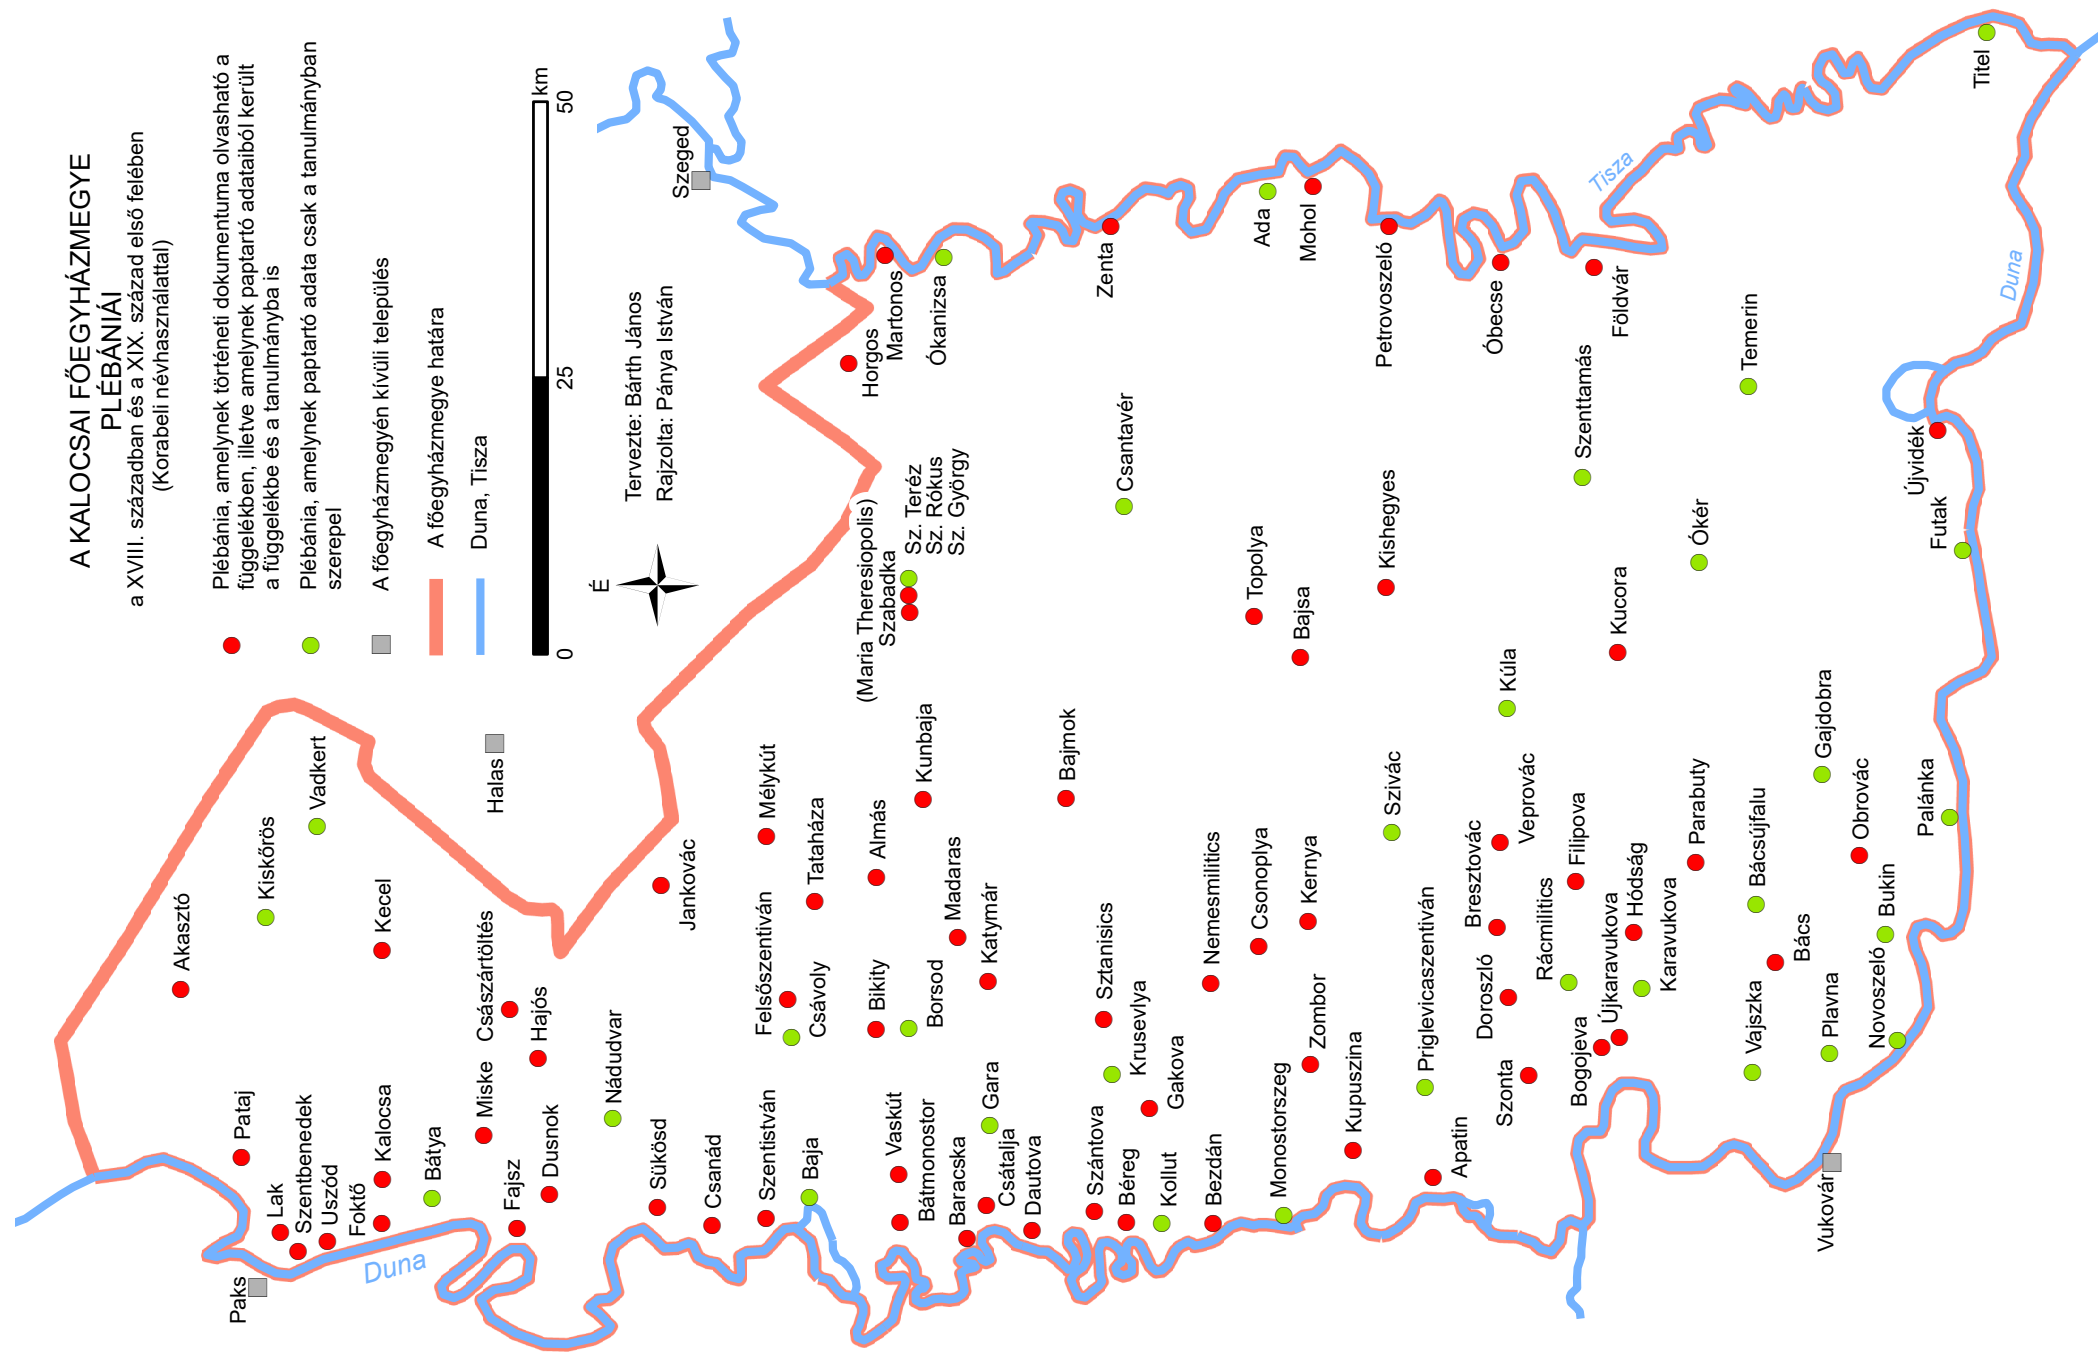 A KALOCSAI FŐEGYHÁZMEGYE
PLÉBÁNIÁI
a XVIII. században és a XIX. század első felében
(Korabeli névhasználattal)
Plébánia, amelynek történeti dokumentuma olvasható a
függelékben, illetve amelynek paptartó adataiból került
a függelékbe és a tanulmányba is
Plébánia, amelynek paptartó adata csak a tanulmányban
szerepel
A főegyházmegyén kívüli település
A főegyházmegye határa
Duna, Tisza
0
25
50
km
Tervezte: Bárth János
Rajzolta: Pánya István
É
Szeged
Halas
Paks
Vukovár
Akasztó
Kiskőrös
Vadkert
Kecel
Pataj
Lak
Szentbenedek
Uszód
Foktő
Kalocsa
Bátya
Duna
Miske
Császártöltés
Hajós
Fajsz
Dusnok
Nádudvar
Jankovác
Sükösd
Csanád
Szentistván
Baja
Mélykút
Tataháza
Felsőszentiván
Csávoly
Almás
Bikity
Borsod
Kunbaja
Madaras
Katymár
Vaskút
Bátmonostor
Baracska
Csátalja
Gara
Dautova
(Maria Theresiopolis)
Szabadka
Sz. Teréz
Sz. Rókus
Sz. György
Horgos
Martonos
Ókanizsa
Zenta
Csantavér
Bajmok
Sztanisics
Krusevlya
Gakova
Szántova
Béreg
Kollut
Bezdán
Nemesmilitics
Csonoplya
Kernya
Zombor
Monostorszeg
Kupuszina
Topolya
Bajsa
Kishegyes
Ada
Mohol
Petrovoszeló
Óbecse
Földvár
Tisza
Szenttamás
Temerin
Ókér
Kucora
Kúla
Szivác
Priglevicaszentiván
Apatin
Bresztovác
Veprovác
Doroszló
Szonta
Rácmilitics
Filipova
Bogojeva
Újkaravukova
Hódság
Karavukova
Parabuty
Bácsújfalu
Bács
Vajszka
Plavna
Novoszeló
Bukin
Obrovác
Gajdobra
Palánka
Futak
Újvidék
Duna
Titel